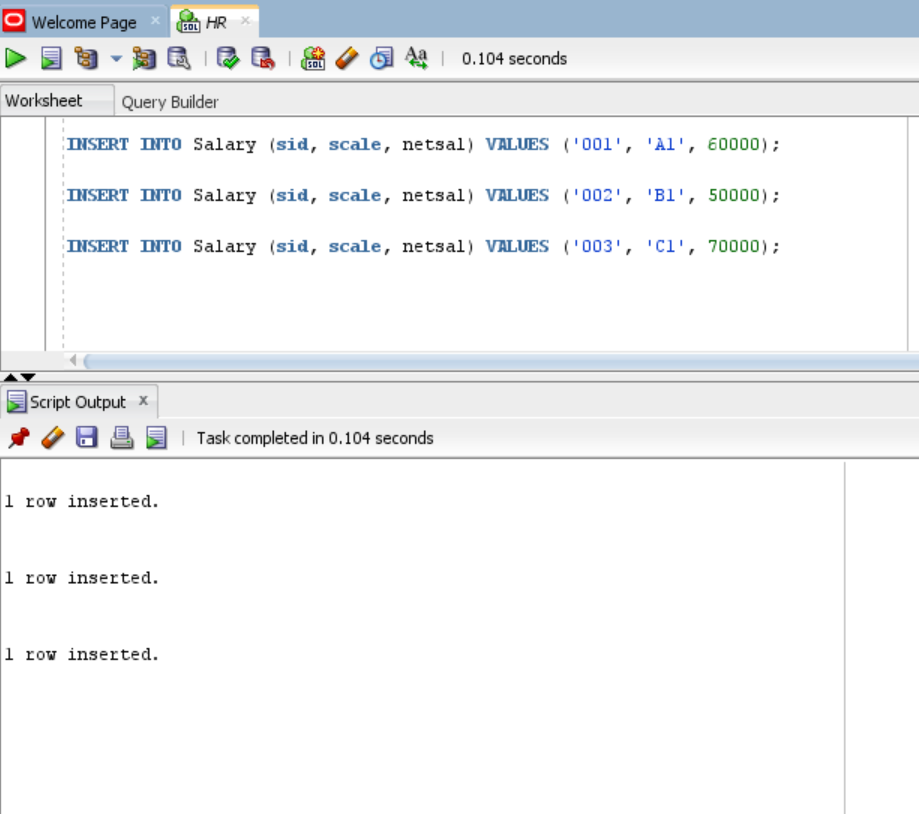 Welcome Page
HR
0.104 seconds
Worksheet
Query Builder
INSERT INTO Salary (sid, scale, netsal) VALUES ('001', 'A1', 60000);
INSERT INTO Salary (sid, scale, netsal) VALUES ('002', 'B1', 50000);
INSERT INTO Salary (sid, scale, netsal) VALUES ('003', 'C1', 70000);
Script Output
Task completed in 0.104 seconds
1 row inserted.
1 row inserted.
1 row inserted.